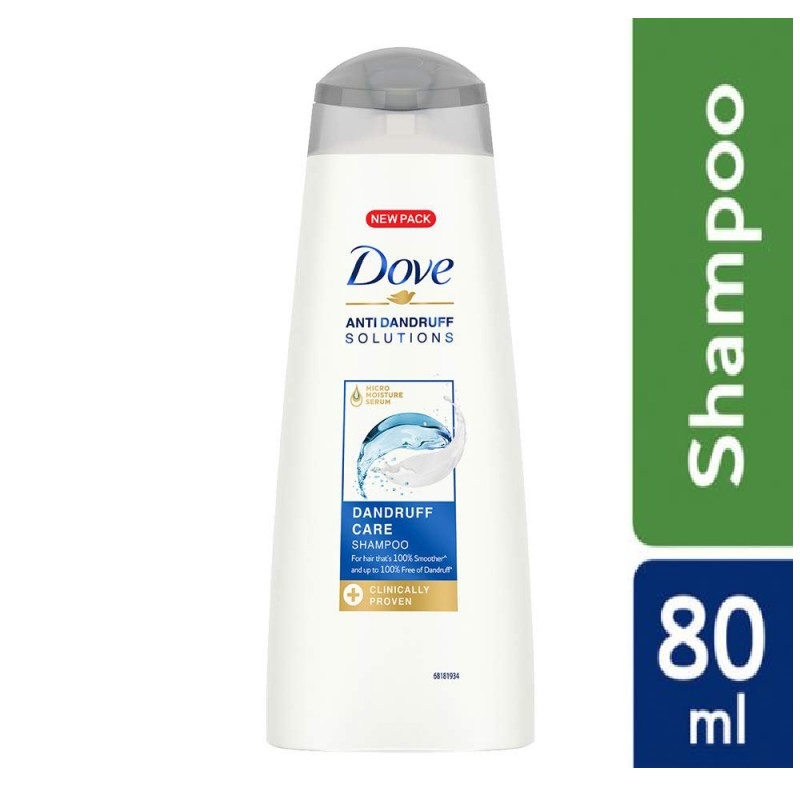 NEW PACK
Dove
ANTI DANDRUFF
SOLUTIONS
MICRO
MOISTURE
SERUM
DANDRUFF
CARE
SHAMPOO
For hair that's 100% Smoother^
and up to 100% Free of Dandruff*
CLINICALLY
PROVEN
68181934
Shampoo
80
ml